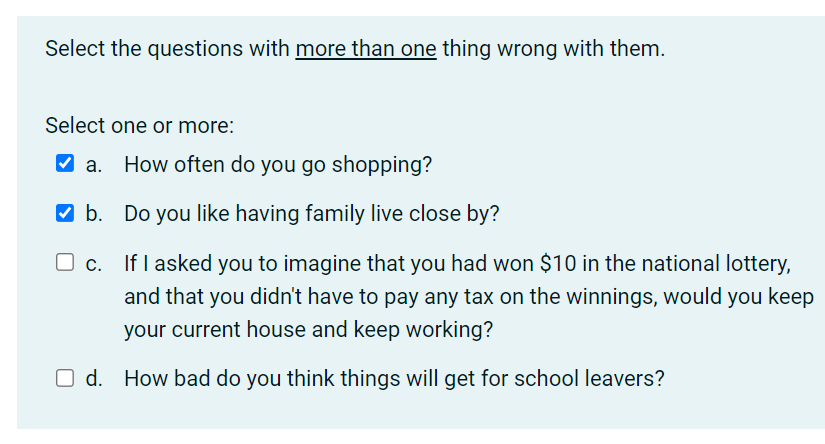 Select the questions with more than one thing wrong with them.
Select one or more:
a. How often do you go shopping?
b. Do you like having family live close by?
c. If I asked you to imagine that you had won $10 in the national lottery,
and that you didn't have to pay any tax on the winnings, would you keep
your current house and keep working?
d. How bad do you think things will get for school leavers?